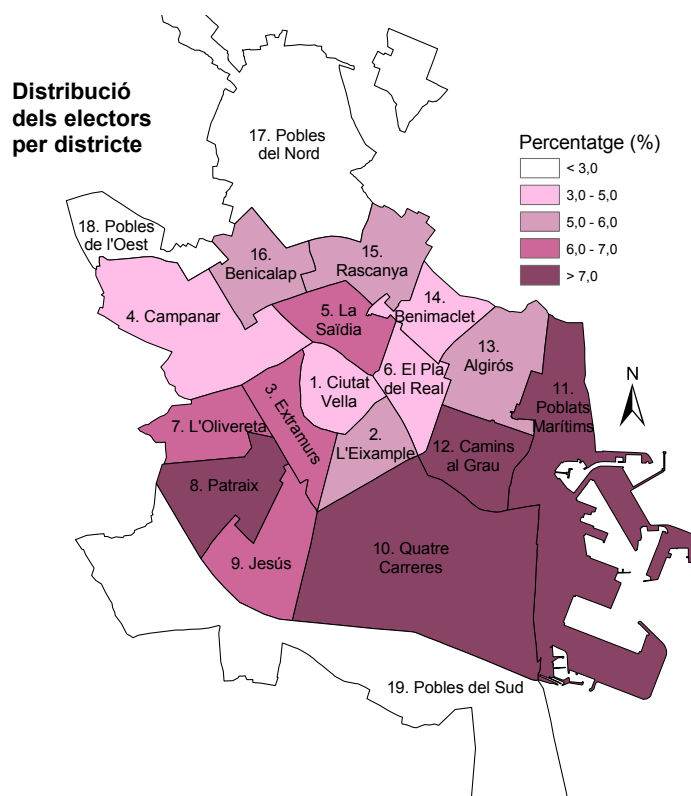 Distribució
dels electors
per districte
17. Pobles
del Nord
Percentatge (%)
< 3,0
3,0 - 5,0
5,0 - 6,0
6,0 - 7,0
> 7,0
18. Pobles
de l'Oest
16.
Benicalap
15.
Rascanya
14.
Benimaclet
4. Campanar
5. La
Saïdia
13.
Algirós
1. Ciutat
Vella
6. El Pla
del Real
11.
Poblats
Marítims
N
3. Extramurs
7. L'Olivereta
2.
L'Eixample
12. Camins
al Grau
8. Patraix
9. Jesús
10. Quatre
Carreres
19. Pobles del Sud